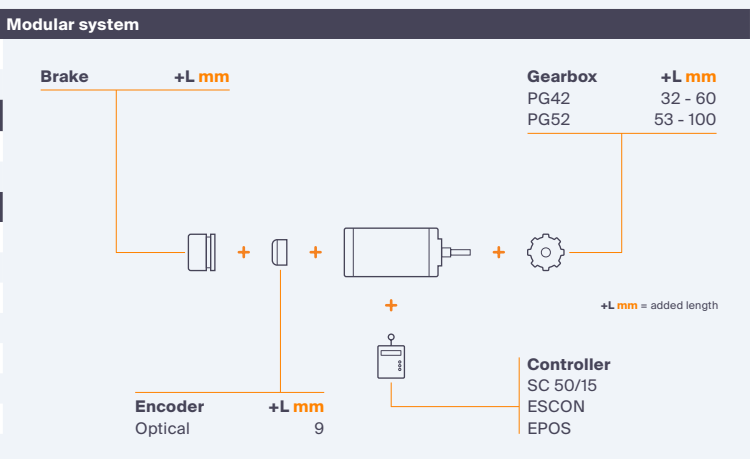 Modular system
Brake +L mm
Gearbox +L mm
PG42 32 - 60
PG52 53 - 100
+L mm = added length
Encoder +L mm
Optical 9
Controller
SC 50/15
ESCON
EPOS